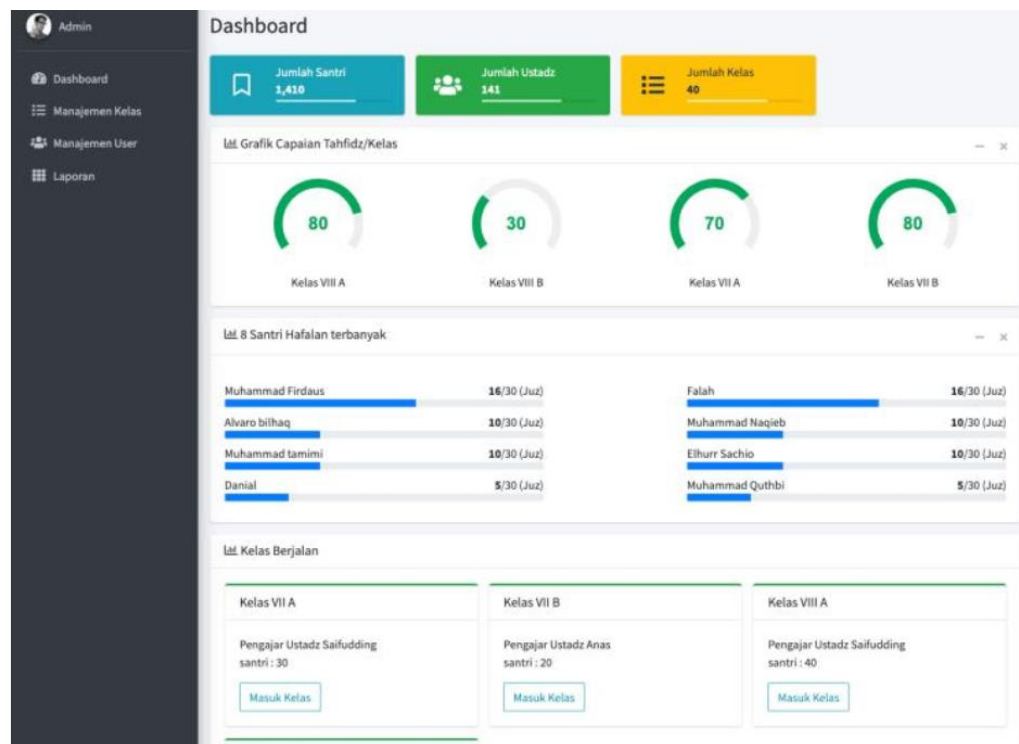 Admin
Dashboard
Manajemen Kelas
Manajemen User
Laporan
Dashboard
Jumlah Santri
1,410
Jumlah Ustadz
141
Jumlah Kelas
40
Grafik Capaian Tahfidz/Kelas
80
30
70
80
Kelas VIII A
Kelas VIII B
Kelas VII A
Kelas VII B
8 Santri Hafalan terbanyak
Muhammad Firdaus 16/30 (Juz)
Falah 16/30 (Juz)
Alvaro bilhaq 10/30 (Juz)
Muhammad Naqieb 10/30 (Juz)
Muhammad tamimi 10/30 (Juz)
Elhurr Sachio 10/30 (Juz)
Danial 5/30 (Juz)
Muhammad Quthbi 5/30 (Juz)
Kelas Berjalan
Kelas VII A
Pengajar Ustadz Saifudding
santri : 30
Masuk Kelas
Kelas VII B
Pengajar Ustadz Anas
santri : 20
Masuk Kelas
Kelas VIII A
Pengajar Ustadz Saifudding
santri : 40
Masuk Kelas